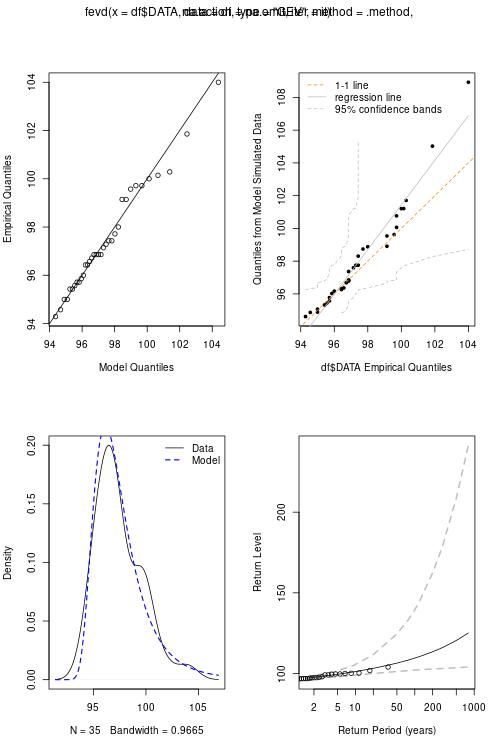 fevd(x = df$DATA, method = .method,
94 96 98 100 102 104
94 96 98 100 102 104
Model Quantiles
Empirical Quantiles
1-1 line
regression line
95% confidence bands
96 98 100 102 104 106 108
94 96 98 100 102 104
df$DATA Empirical Quantiles
Quantiles from Model Simulated Data
Data
Model
0.00 0.05 0.10 0.15 0.20
95 100 105
Density
N = 35 Bandwidth = 0.9665
100 150 200
2 5 10 50 200 1000
Return Level
Return Period (years)